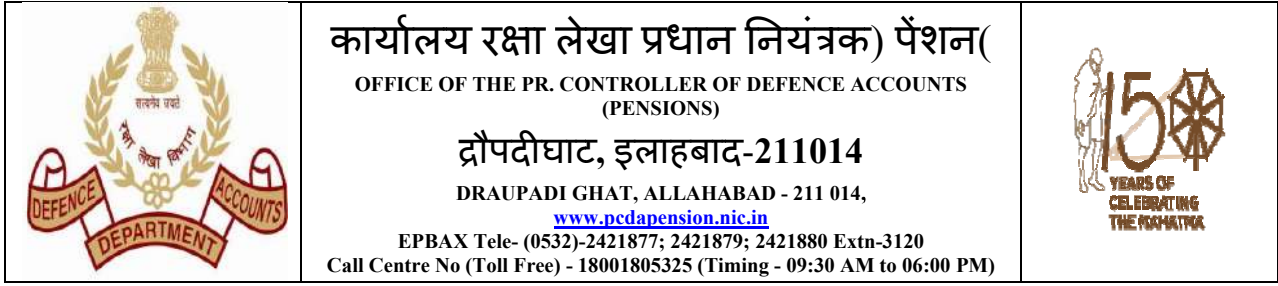 सत्यमेव जयते
रक्षा लेखा विभाग
DEFENCE
DEPARTMENT
ACCOUNTS
कार्यालय रक्षा लेखा प्रधान नियंत्रक) पेंशन(
OFFICE OF THE PR. CONTROLLER OF DEFENCE ACCOUNTS
(PENSIONS)
द्रौपदीघाट, इलाहबाद-211014
DRAUPADI GHAT, ALLAHABAD - 211 014,
www.pcdapension.nic.in
EPBAX Tele- (0532)-2421877; 2421879; 2421880 Extn-3120
Call Centre No (Toll Free) - 18001805325 (Timing - 09:30 AM to 06:00 PM)
150
YEARS OF
CELEBRATING
THE MAHATMA